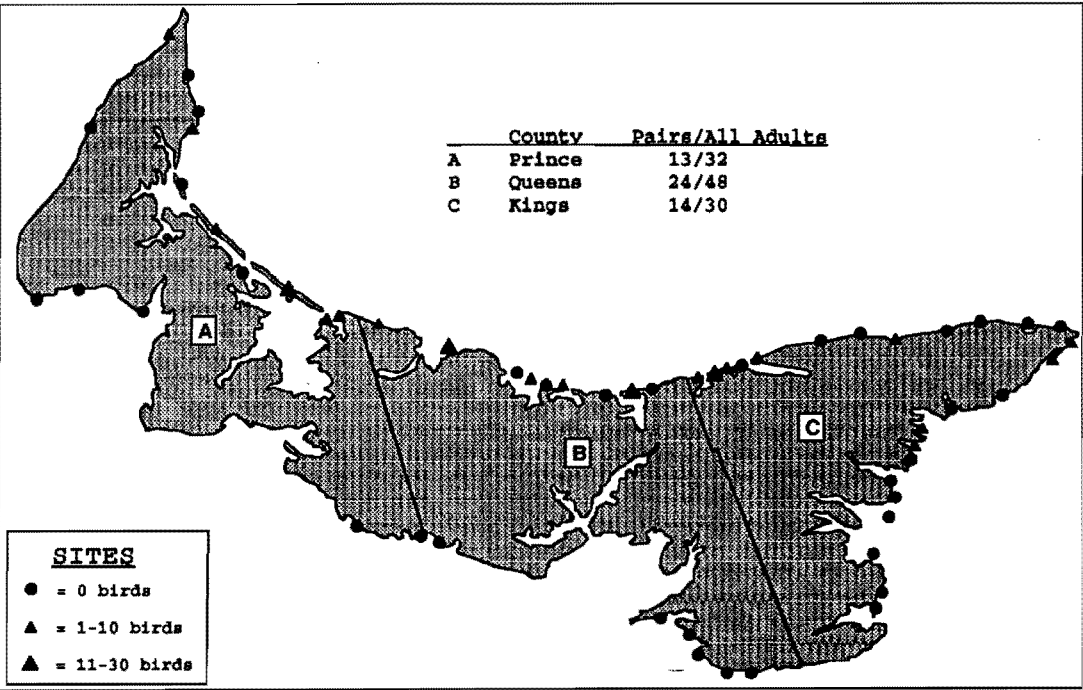 County Pairs/All Adults
A Prince 13/32
B Queens 24/48
C Kings 14/30
A
B
C
SITES
● = 0 birds
▲ = 1-10 birds
▲ = 11-30 birds